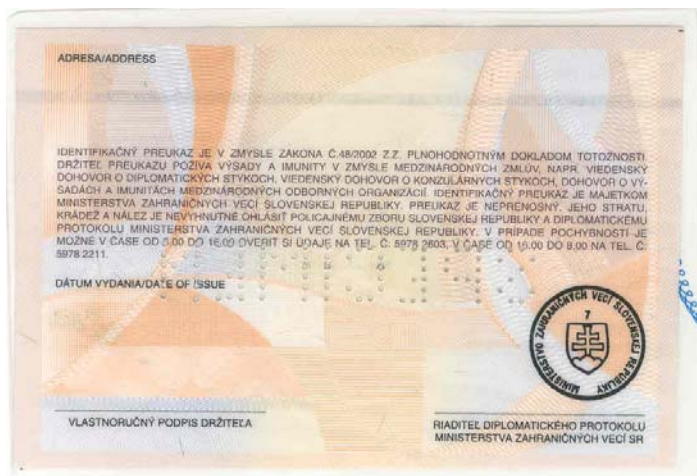 ADRESA/ADDRESS
IDENTIFIKAČNÝ PREUKAZ JE V ZMYSLE ZÁKONA Č.48/2002 Z.Z. PLNOHODNOTNÝM DOKLADOM TOTOŽNOSTI.
DRŽITEĽ PREUKAZU POŽÍVA VÝSADY A IMUNITY V ZMYSLE MEDZINÁRODNÝCH ZMLÚV, NAPR. VIEDENSKÝ
DOHOVOR O DIPLOMATICKÝCH STYKOCH, VIEDENSKÝ DOHOVOR O KONZULÁRNYCH STYKOCH, DOHOVOR O VÝ-
SADÁCH A IMUNITÁCH MEDZINÁRODNÝCH ODBORNÝCH ORGANIZÁCIÍ. IDENTIFIKAČNÝ PREUKAZ JE MAJETKOM
MINISTERSTVA ZAHRANIČNÝCH VECÍ SLOVENSKEJ REPUBLIKY. PREUKAZ JE NEPRENOSNÝ, JEHO STRATU,
KRÁDEŽ A NÁLEZ JE NEVYHNUTNÉ OHLÁSIŤ POLICAJNÉMU ZBORU SLOVENSKEJ REPUBLIKY A DIPLOMATICKÉMU
PROTOKOLU MINISTERSTVA ZAHRANIČNÝCH VECÍ SLOVENSKEJ REPUBLIKY. V PRÍPADE POCHYBNOSTÍ JE
MOŽNÉ V ČASE OD 8.00 DO 16.00 OVERIŤ SI ÚDAJE NA TEL. Č: 5978 2603, V ČASE OD 16.00 DO 8.00 NA TEL. Č:
5978 2211.
DÁTUM VYDANIA/DATE OF ISSUE
MINISTERSTVO ZAHRANIČNÝCH VECÍ SLOVENSKEJ REPUBLIKY
7
VLASTNORUČNÝ PODPIS DRŽITEĽA
RIADITEĽ DIPLOMATICKÉHO PROTOKOLU
MINISTERSTVA ZAHRANIČNÝCH VECÍ SR